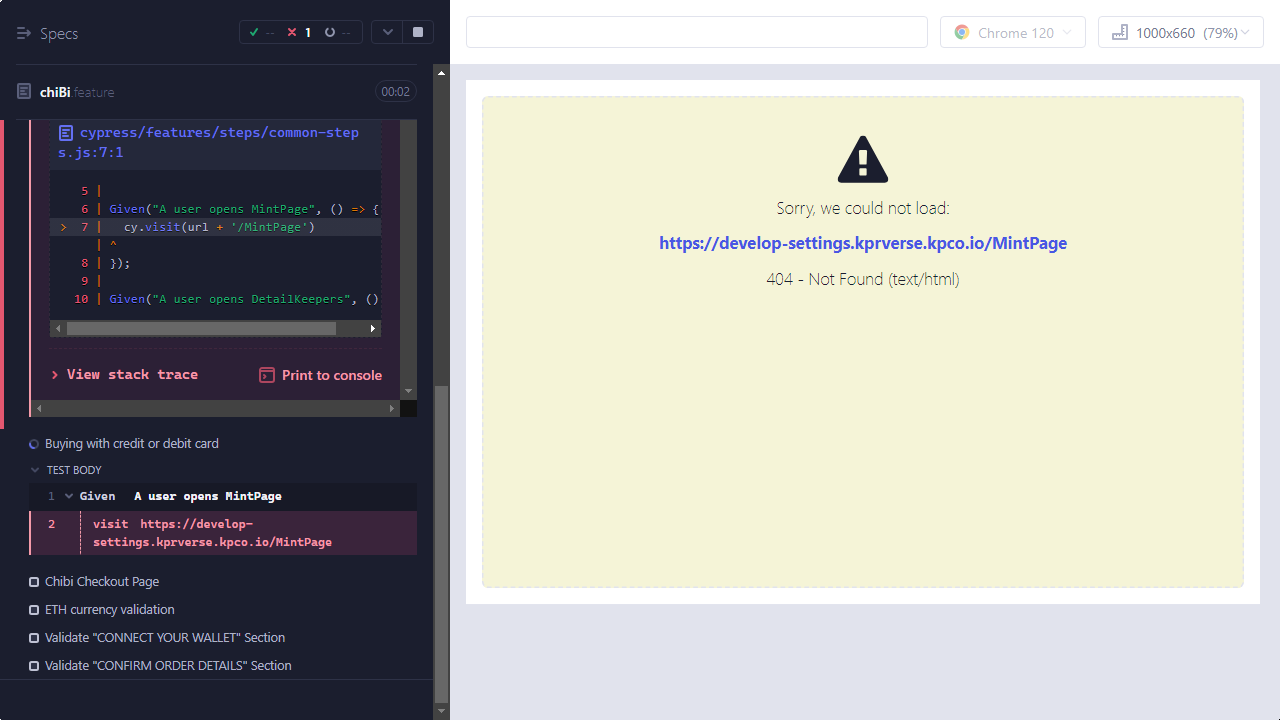 Specs
-- 1 --
chiBi.feature
00:02
cypress/features/steps/common-step
s.js:7:1
5 |
6 | Given("A user opens MintPage", () => {
> 7 | cy.visit(url + '/MintPage')
| ^
8 | });
9 |
10 | Given("A user opens DetailKeepers", ()
View stack trace
Print to console
Buying with credit or debit card
TEST BODY
1 Given A user opens MintPage
2 visit https://develop-
settings.kprverse.kpco.io/MintPage
Chibi Checkout Page
ETH currency validation
Validate "CONNECT YOUR WALLET" Section
Validate "CONFIRM ORDER DETAILS" Section
Chrome 120
1000x660 (79%)
Sorry, we could not load:
https://develop-settings.kprverse.kpco.io/MintPage
404 - Not Found (text/html)